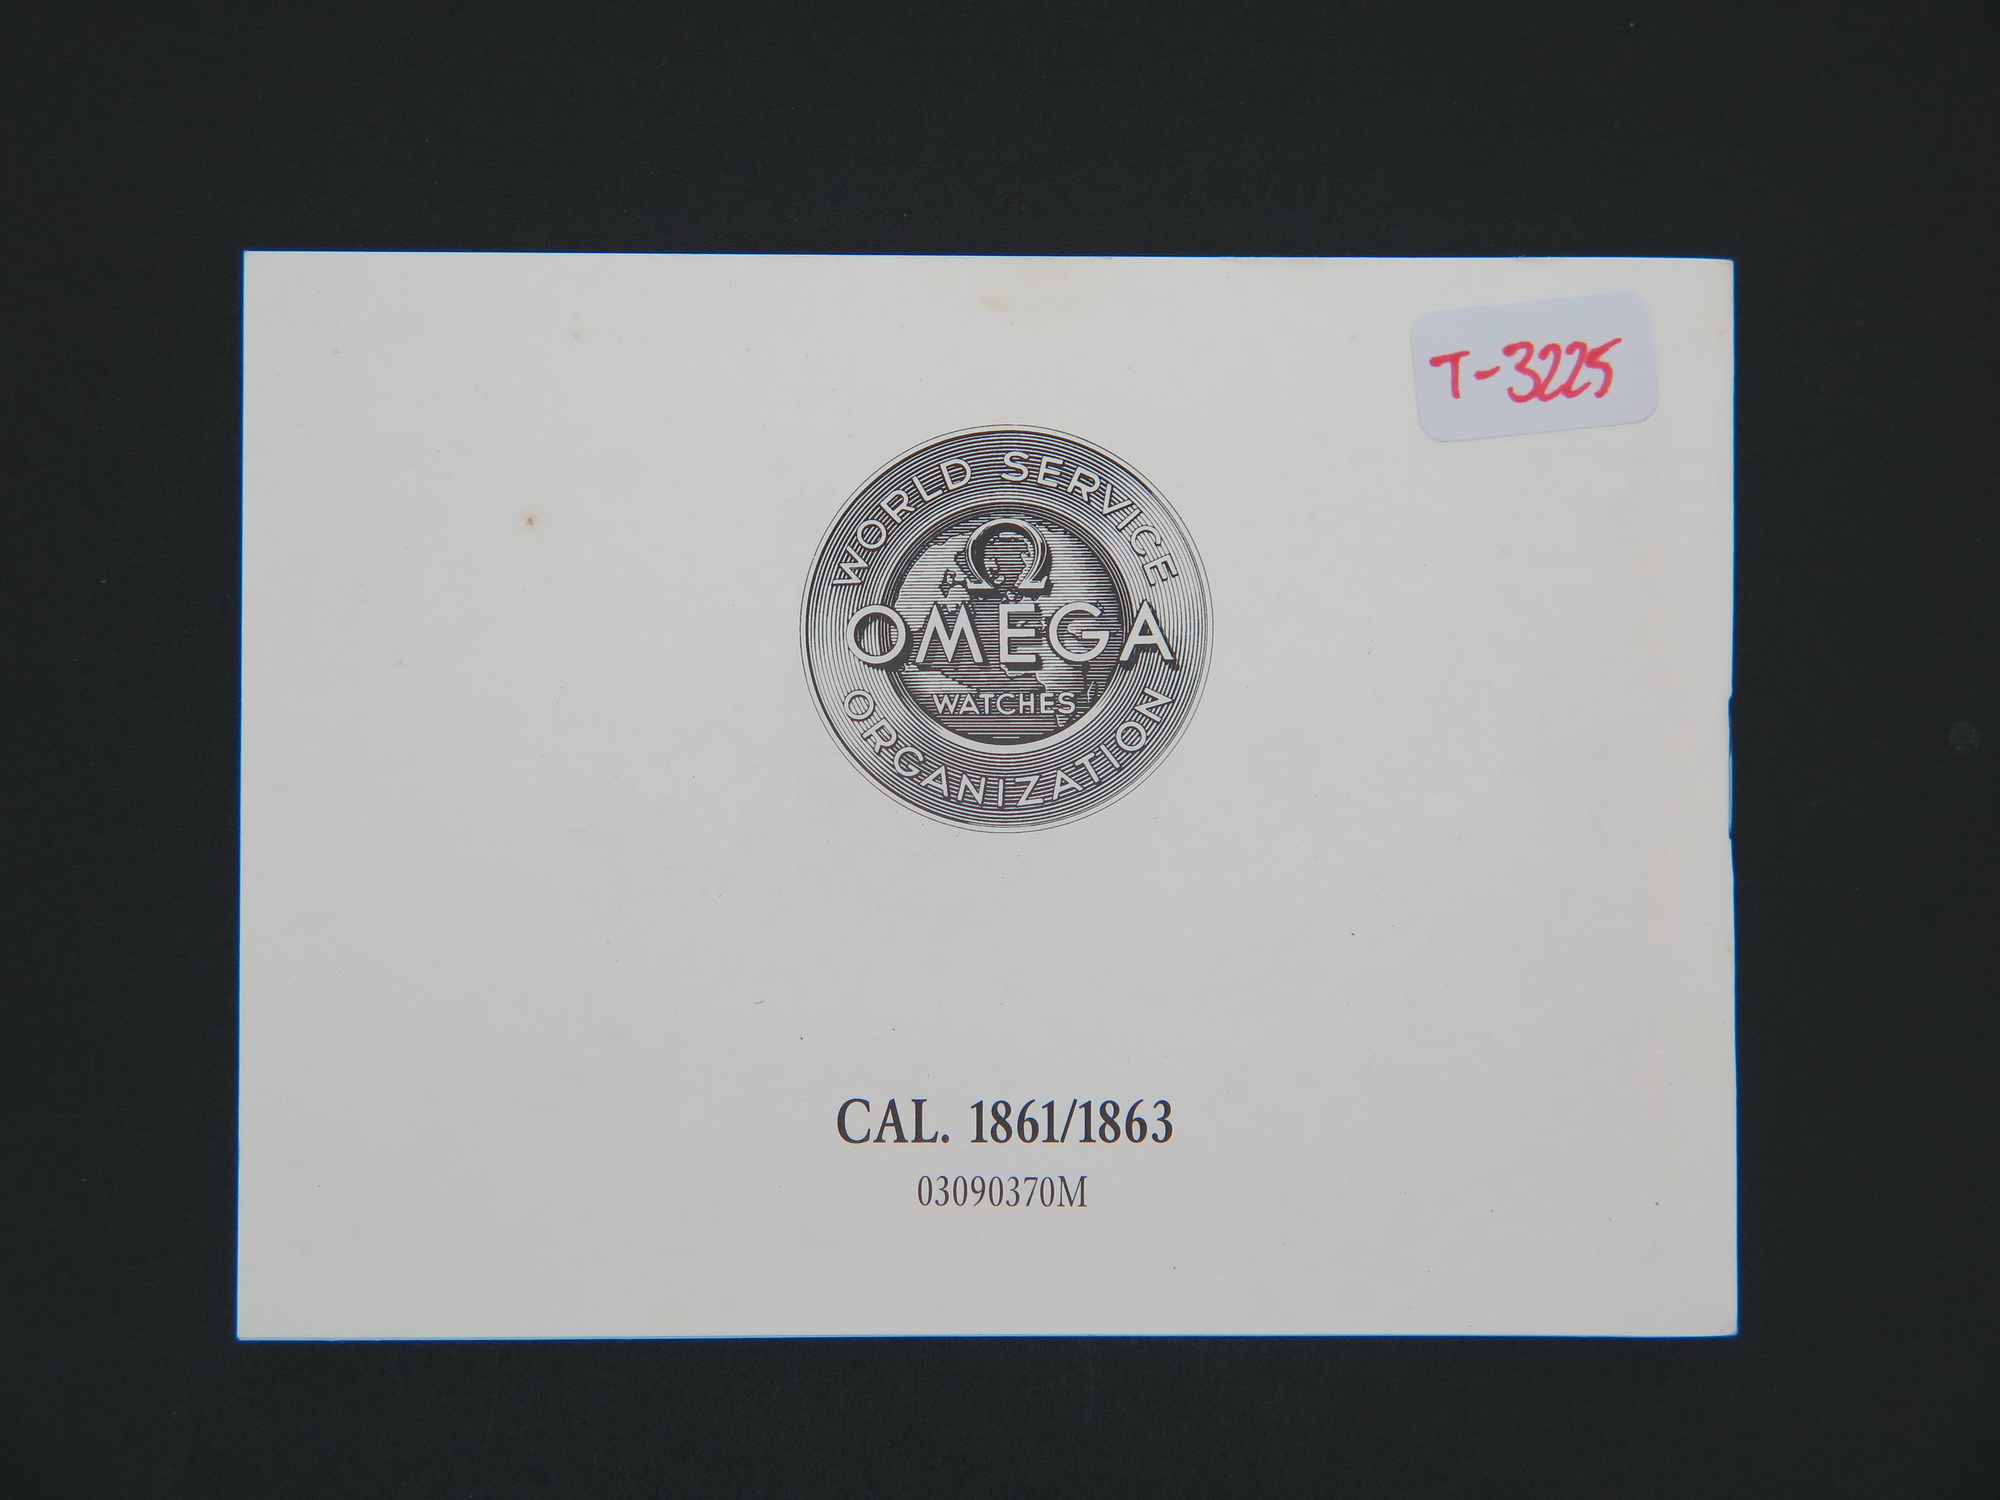 T-3225
WORLD SERVICE
Ω
OMEGA
WATCHES
ORGANIZATION
CAL. 1861/1863
03090370M